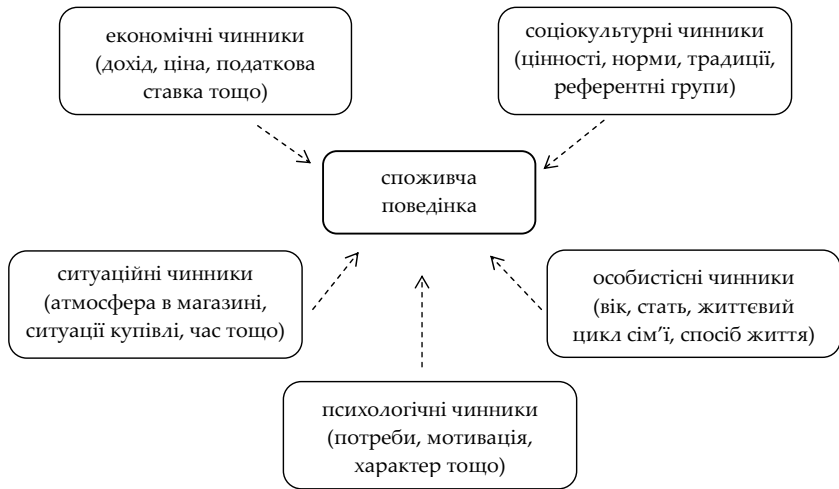 економічні чинники
(дохід, ціна, податкова
ставка тощо)
соціокультурні чинники
(цінності, норми, традиції,
референтні групи)
споживча
поведінка
ситуаційні чинники
(атмосфера в магазині,
ситуації купівлі, час тощо)
особистісні чинники
(вік, стать, життєвий
цикл сім’ї, спосіб життя)
психологічні чинники
(потреби, мотивація,
характер тощо)